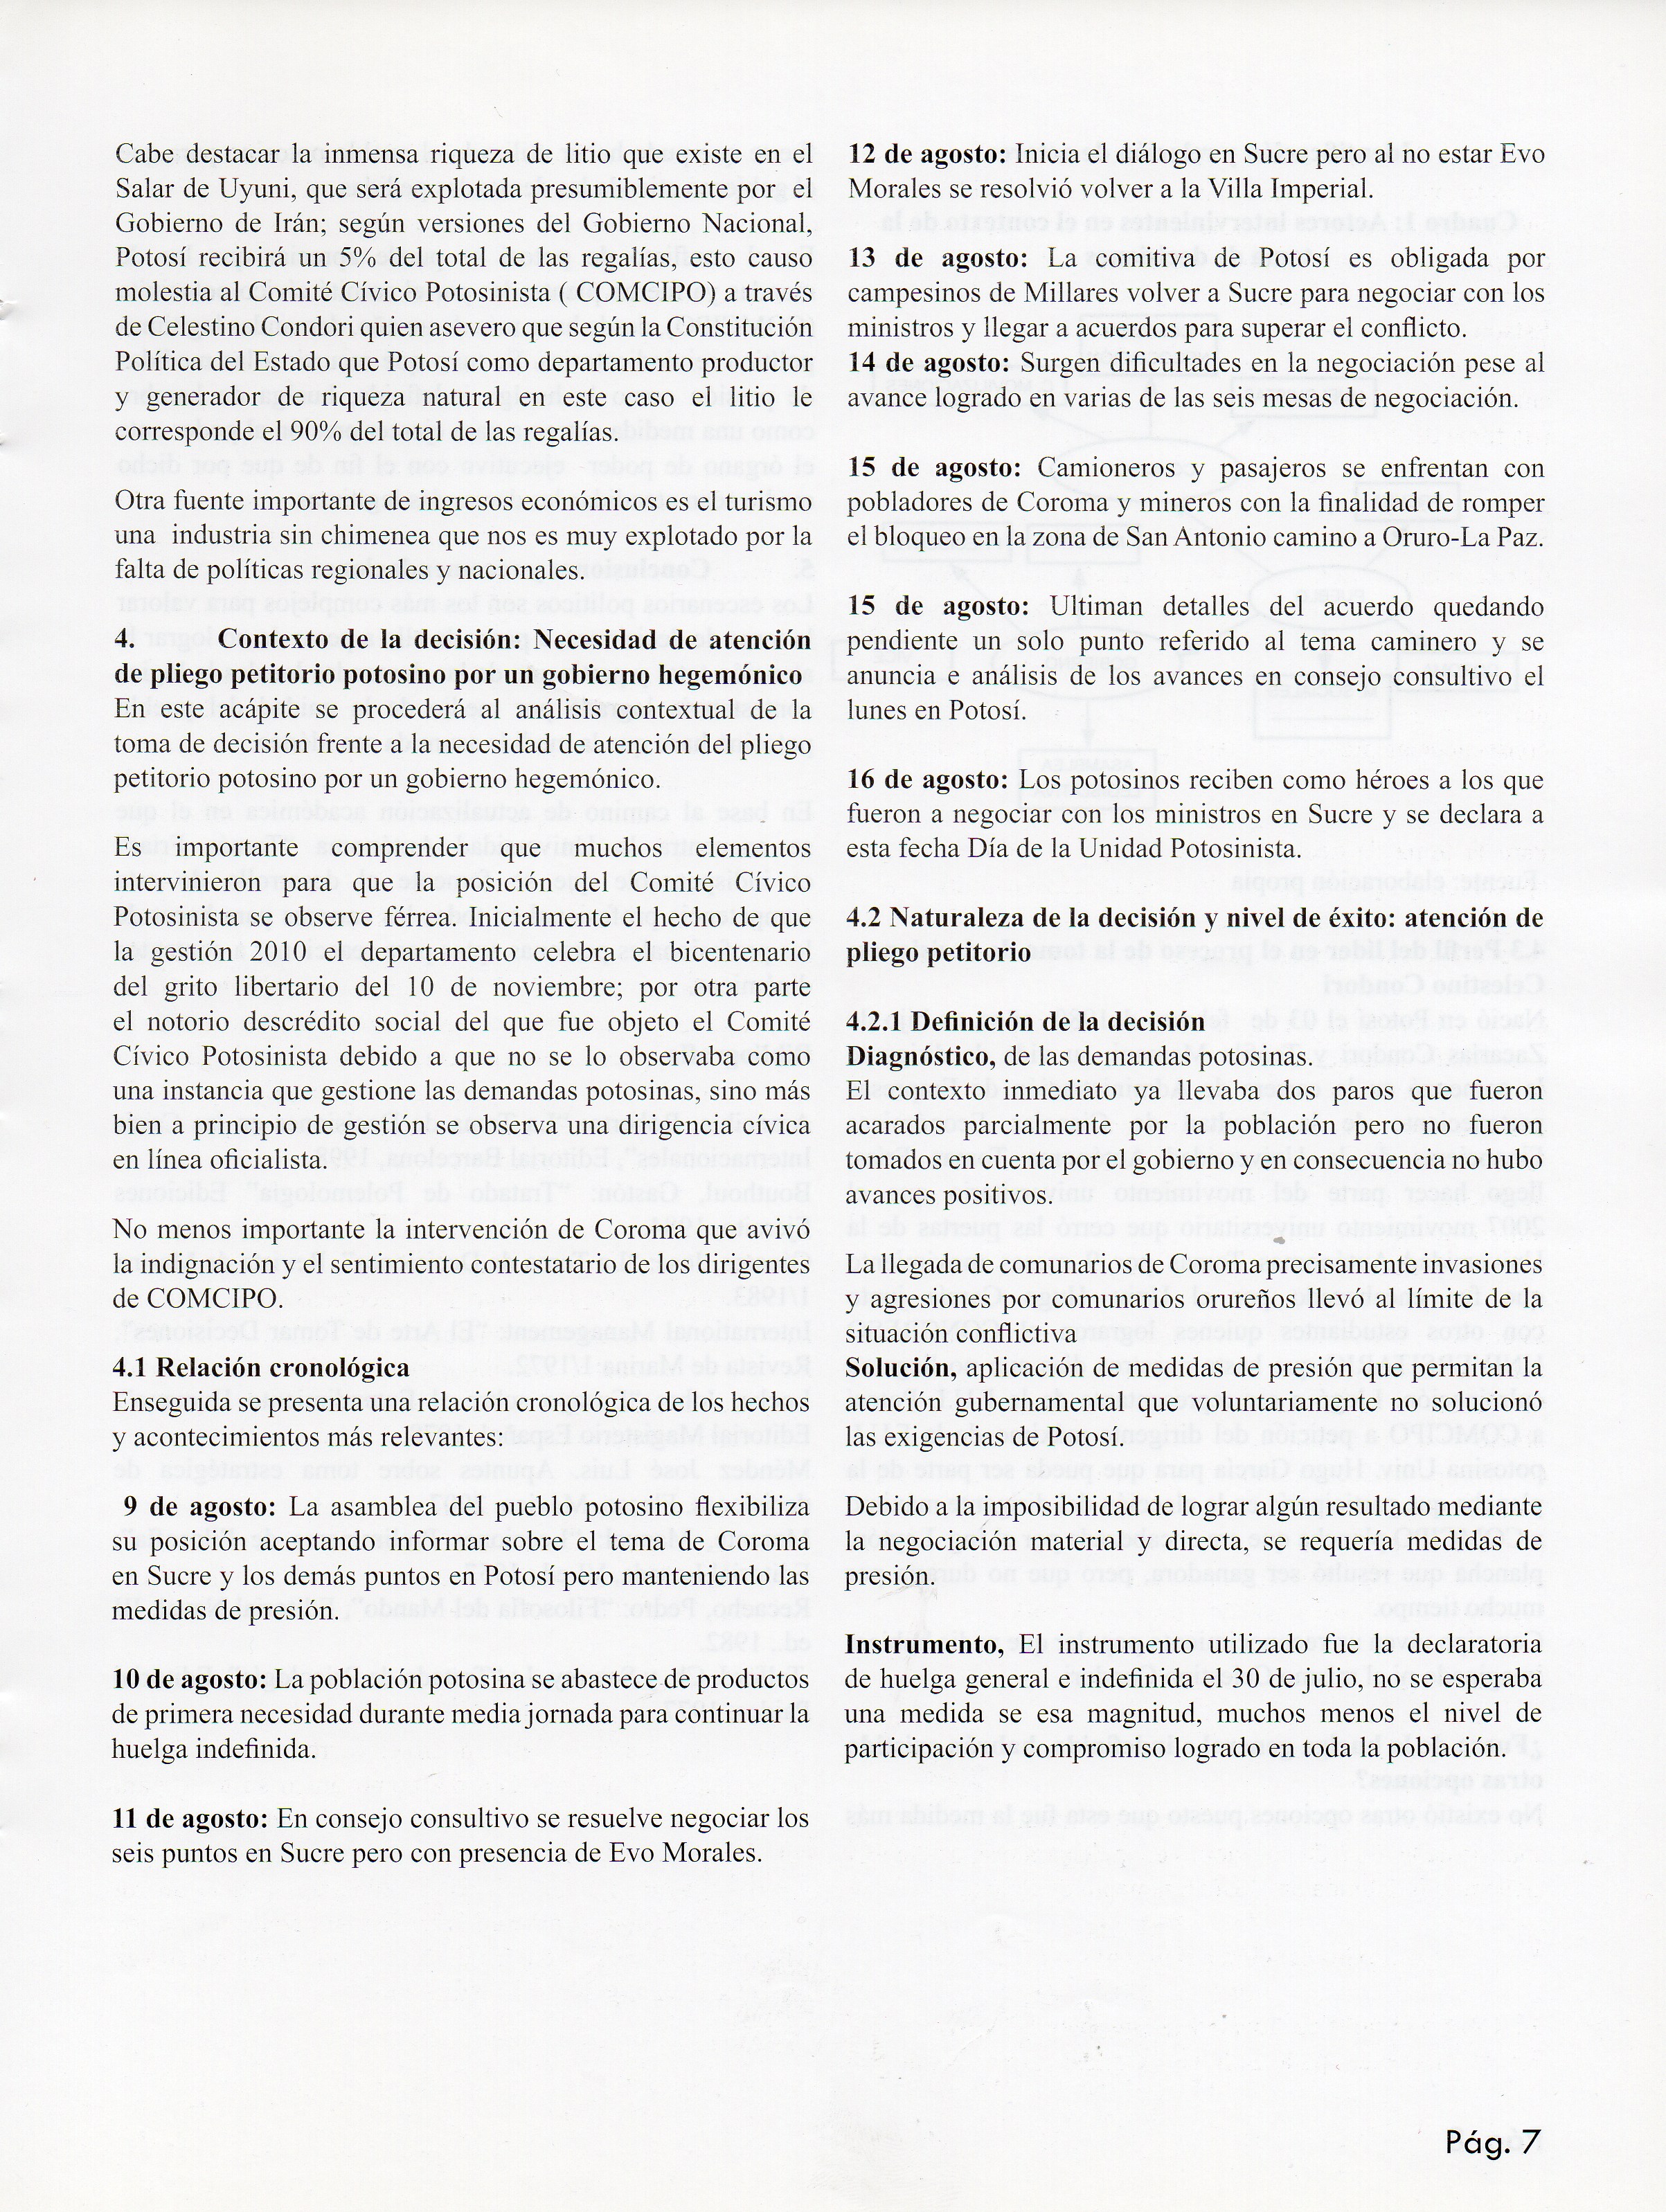 Cabe destacar la inmensa riqueza de litio que existe en el
Salar de Uyuni, que será explotada presumiblemente por el
Gobierno de Irán; según versiones del Gobierno Nacional,
Potosí recibirá un 5% del total de las regalías, esto causo
molestia al Comité Cívico Potosinista ( COMCIPO) a través
de Celestino Condori quien asevero que según la Constitución
Política del Estado que Potosí como departamento productor
y generador de riqueza natural en este caso el litio le
corresponde el 90% del total de las regalías.
Otra fuente importante de ingresos económicos es el turismo
una industria sin chimenea que nos es muy explotado por la
falta de políticas regionales y nacionales.
4. Contexto de la decisión: Necesidad de atención
de pliego petitorio potosino por un gobierno hegemónico
En este acápite se procederá al análisis contextual de la
toma de decisión frente a la necesidad de atención del pliego
petitorio potosino por un gobierno hegemónico.
Es importante comprender que muchos elementos
intervinieron para que la posición del Comité Cívico
Potosinista se observe férrea. Inicialmente el hecho de que
la gestión 2010 el departamento celebra el bicentenario
del grito libertario del 10 de noviembre; por otra parte
el notorio descrédito social del que fue objeto el Comité
Cívico Potosinista debido a que no se lo observaba como
una instancia que gestione las demandas potosinas, sino más
bien a principio de gestión se observa una dirigencia cívica
en línea oficialista.
No menos importante la intervención de Coroma que avivó
la indignación y el sentimiento contestatario de los dirigentes
de COMCIPO.
4.1 Relación cronológica
Enseguida se presenta una relación cronológica de los hechos
y acontecimientos más relevantes:
9 de agosto: La asamblea del pueblo potosino flexibiliza
su posición aceptando informar sobre el tema de Coroma
en Sucre y los demás puntos en Potosí pero manteniendo las
medidas de presión.
10 de agosto: La población potosina se abastece de productos
de primera necesidad durante media jornada para continuar la
huelga indefinida.
11 de agosto: En consejo consultivo se resuelve negociar los
seis puntos en Sucre pero con presencia de Evo Morales.
12 de agosto: Inicia el diálogo en Sucre pero al no estar Evo
Morales se resolvió volver a la Villa Imperial.
13 de agosto: La comitiva de Potosí es obligada por
campesinos de Millares volver a Sucre para negociar con los
ministros y llegar a acuerdos para superar el conflicto.
14 de agosto: Surgen dificultades en la negociación pese al
avance logrado en varias de las seis mesas de negociación.
15 de agosto: Camioneros y pasajeros se enfrentan con
pobladores de Coroma y mineros con la finalidad de romper
el bloqueo en la zona de San Antonio camino a Oruro-La Paz.
15 de agosto: Ultiman detalles del acuerdo quedando
pendiente un solo punto referido al tema caminero y se
anuncia e análisis de los avances en consejo consultivo el
lunes en Potosí.
16 de agosto: Los potosinos reciben como héroes a los que
fueron a negociar con los ministros en Sucre y se declara a
esta fecha Día de la Unidad Potosinista.
4.2 Naturaleza de la decisión y nivel de éxito: atención de
pliego petitorio
4.2.1 Definición de la decisión
Diagnóstico, de las demandas potosinas.
El contexto inmediato ya llevaba dos paros que fueron
acarados parcialmente por la población pero no fueron
tomados en cuenta por el gobierno y en consecuencia no hubo
avances positivos.
La llegada de comunarios de Coroma precisamente invasiones
y agresiones por comunarios orureños llevó al límite de la
situación conflictiva
Solución, aplicación de medidas de presión que permitan la
atención gubernamental que voluntariamente no solucionó
las exigencias de Potosí.
Debido a la imposibilidad de lograr algún resultado mediante
la negociación material y directa, se requería medidas de
presión.
Instrumento, El instrumento utilizado fue la declaratoria
de huelga general e indefinida el 30 de julio, no se esperaba
una medida se esa magnitud, muchos menos el nivel de
participación y compromiso logrado en toda la población.
Pág. 7